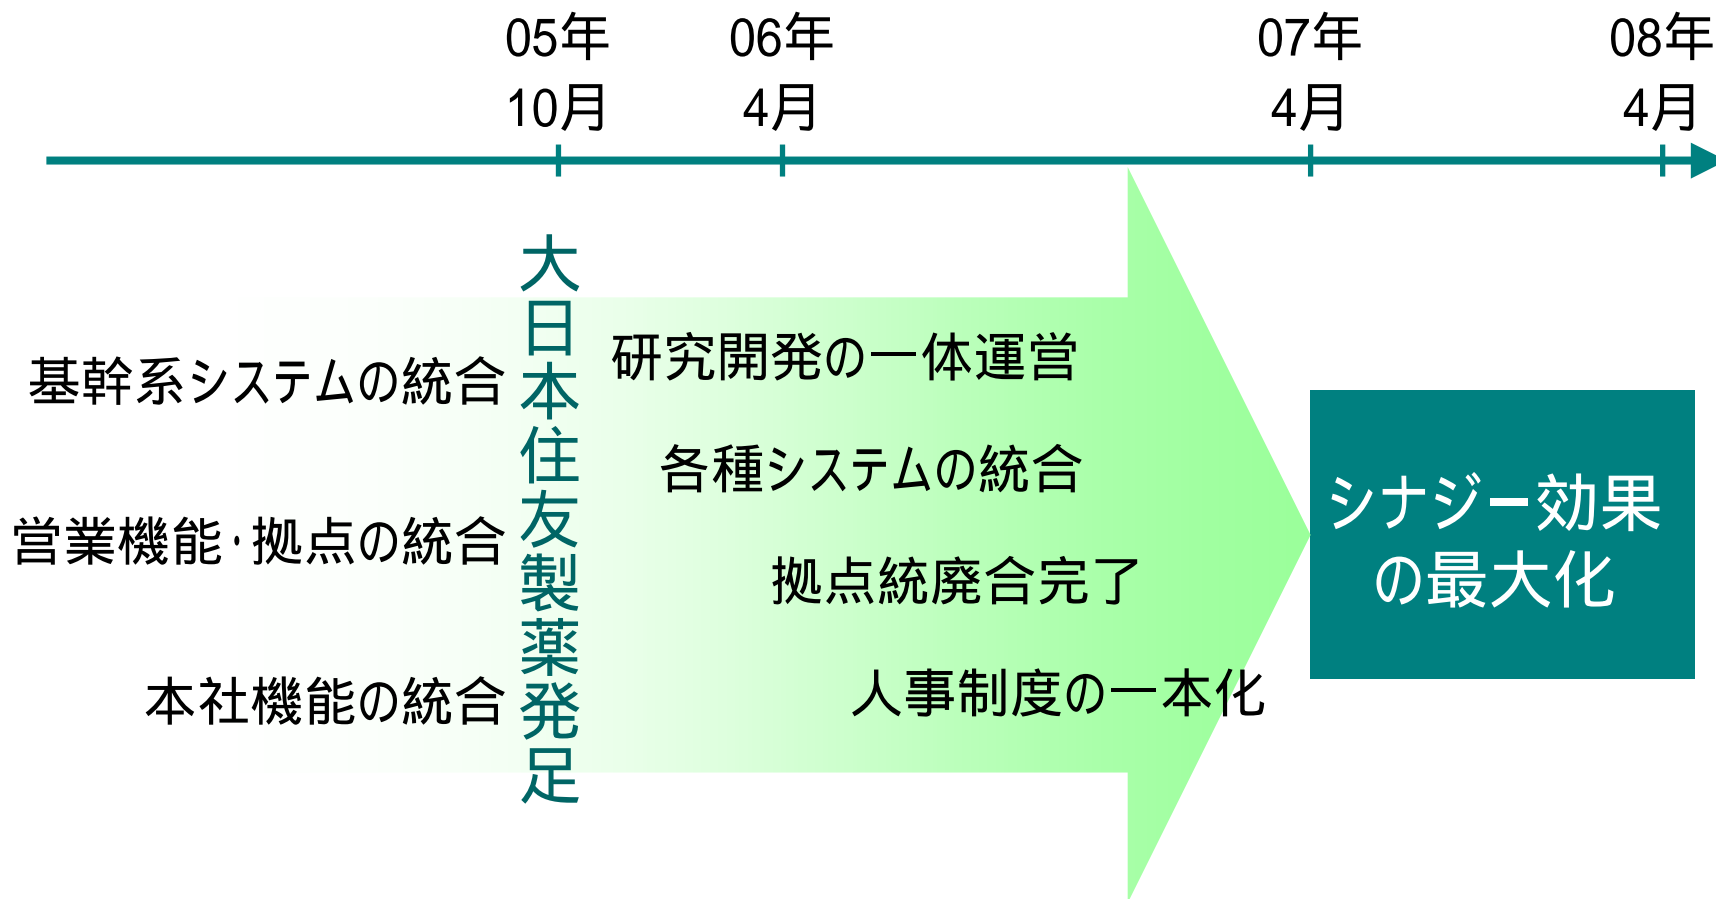 05年
10月
06年
4月
07年
4月
08年
4月
大日本住友製薬発足
基幹系システムの統合
営業機能・拠点の統合
本社機能の統合
研究開発の一体運営
各種システムの統合
拠点統廃合完了
人事制度の一本化
シナジー効果
の最大化